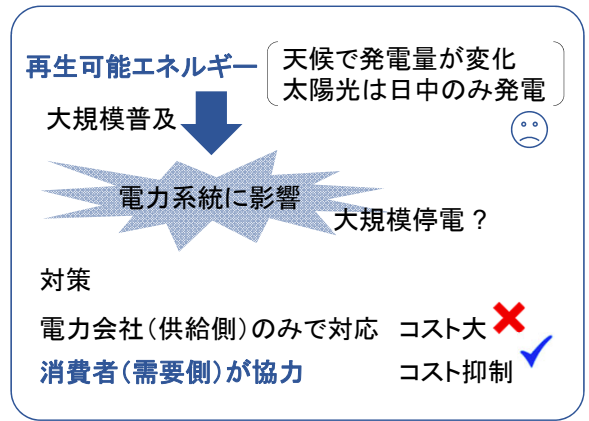 再生可能エネルギー
天候で発電量が変化
太陽光は日中のみ発電
大規模普及
電力系統に影響
大規模停電？
対策
電力会社（供給側）のみで対応 コスト大
消費者（需要側）が協力 コスト抑制